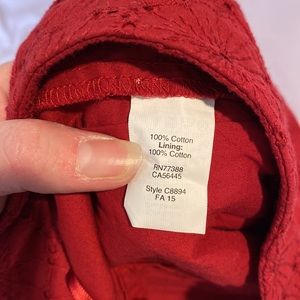 100% Cotton
Lining:
100% Cotton
RN77388
CA56445
Style C8894
FA 15